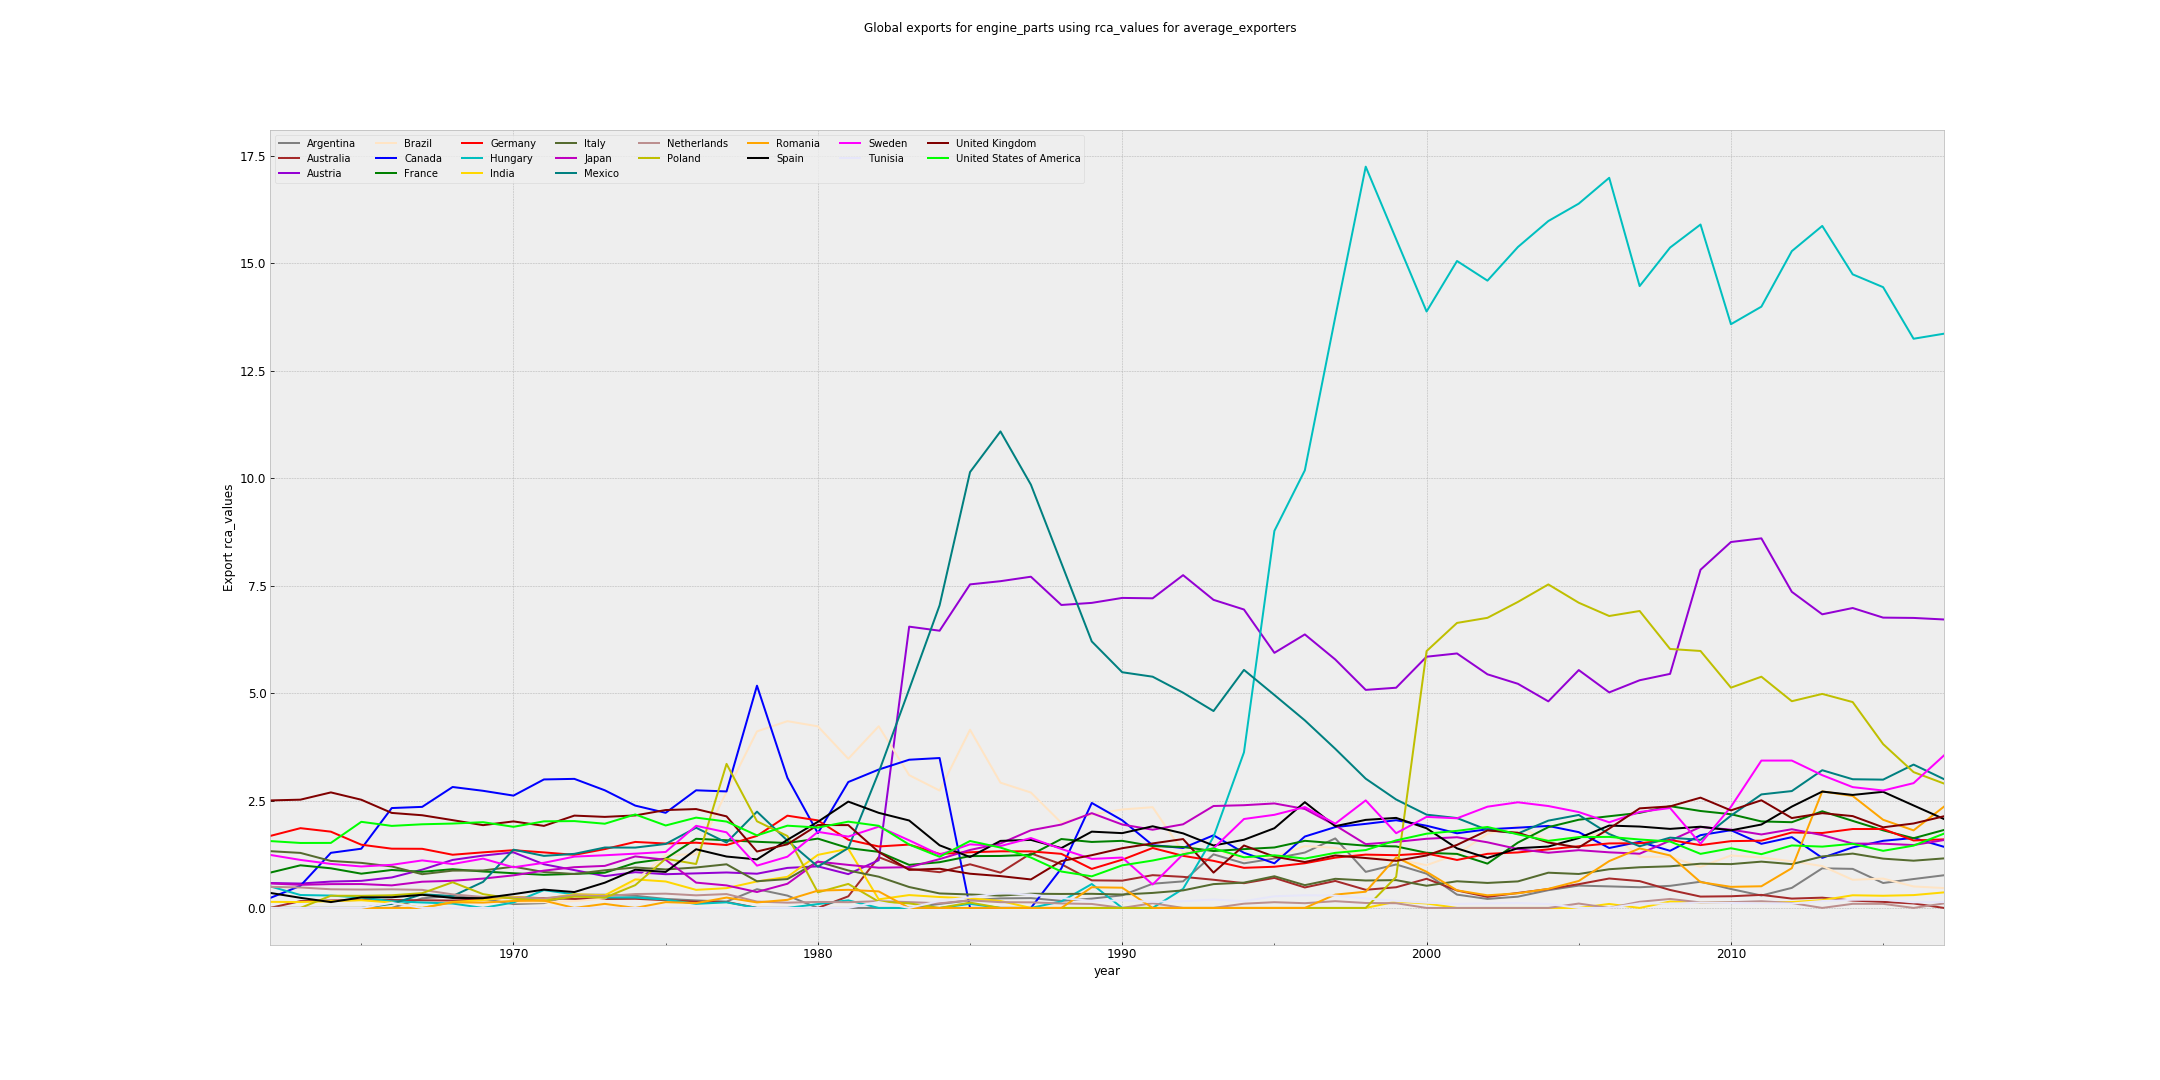 Global exports for engine_parts using rca_values for average_exporters
Argentina Brazil Germany Italy Netherlands Romania Sweden United Kingdom
Australia Canada Hungary Japan Poland Spain Tunisia United States of America
Austria France India Mexico
17.5
15.0
12.5
10.0
7.5
5.0
2.5
0.0
Export rca_values
1970 1980 1990 2000 2010
year